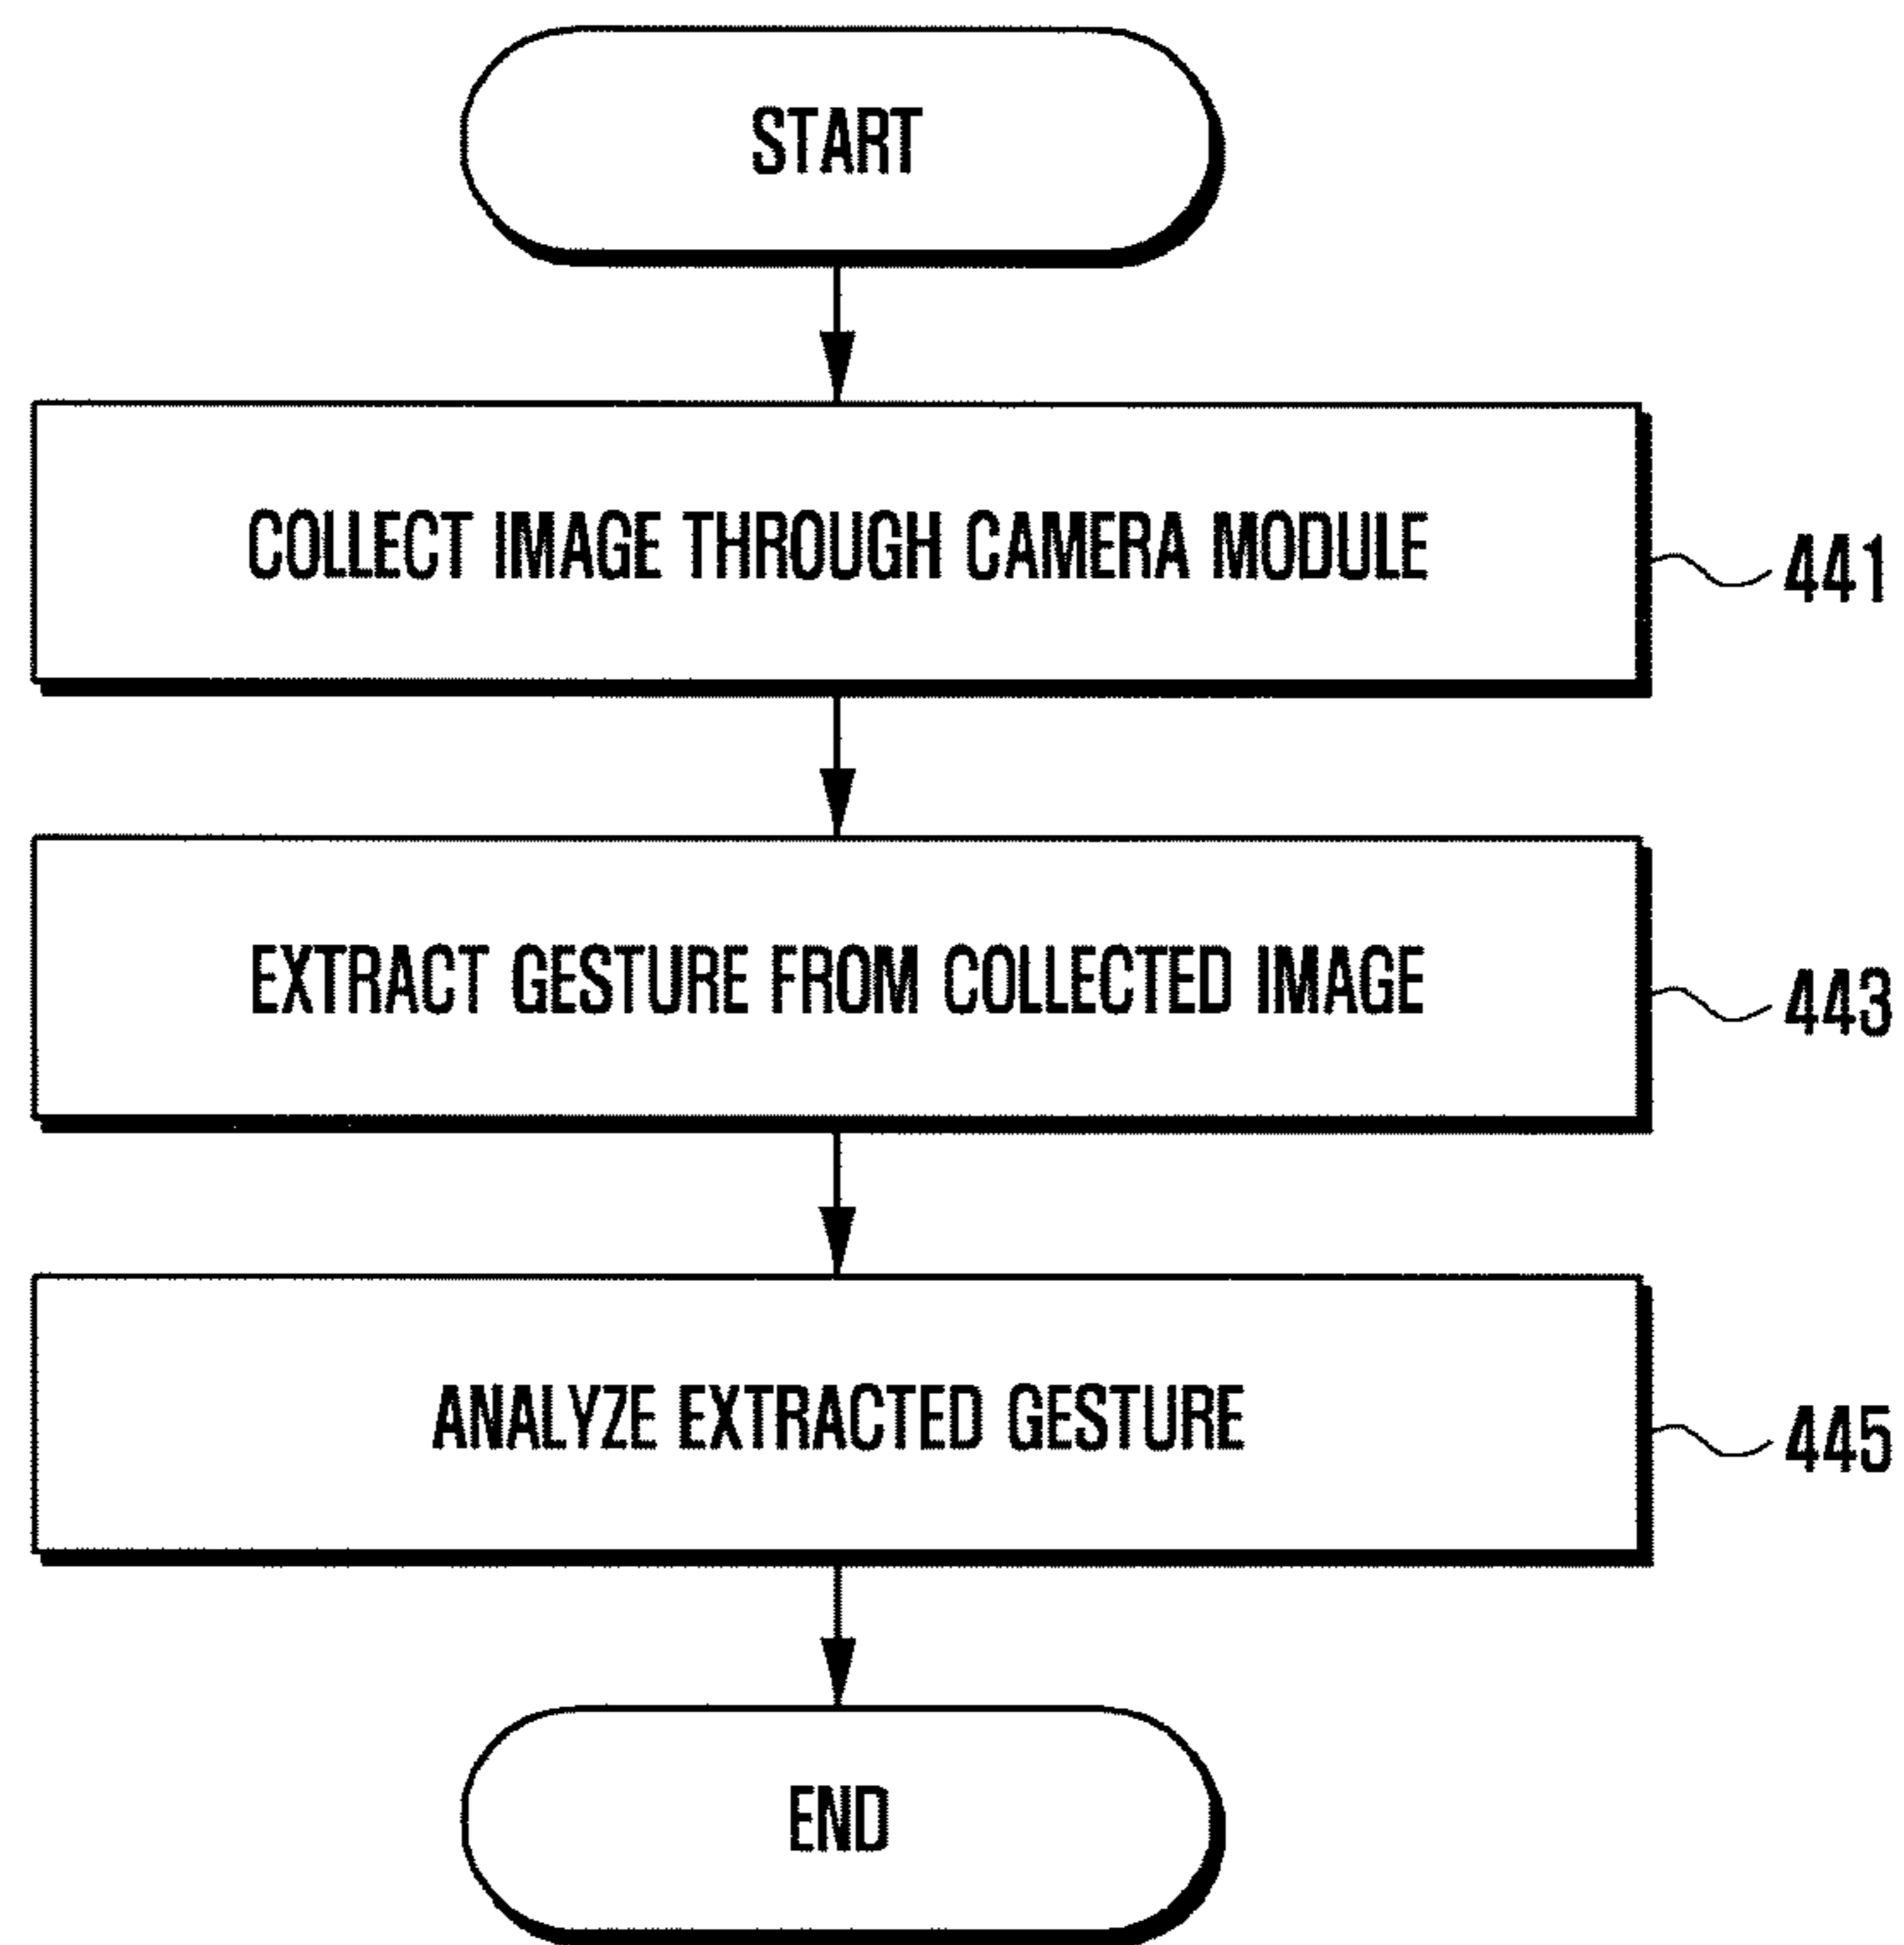 START
COLLECT IMAGE THROUGH CAMERA MODULE
441
EXTRACT GESTURE FROM COLLECTED IMAGE
443
ANALYZE EXTRACTED GESTURE
445
END